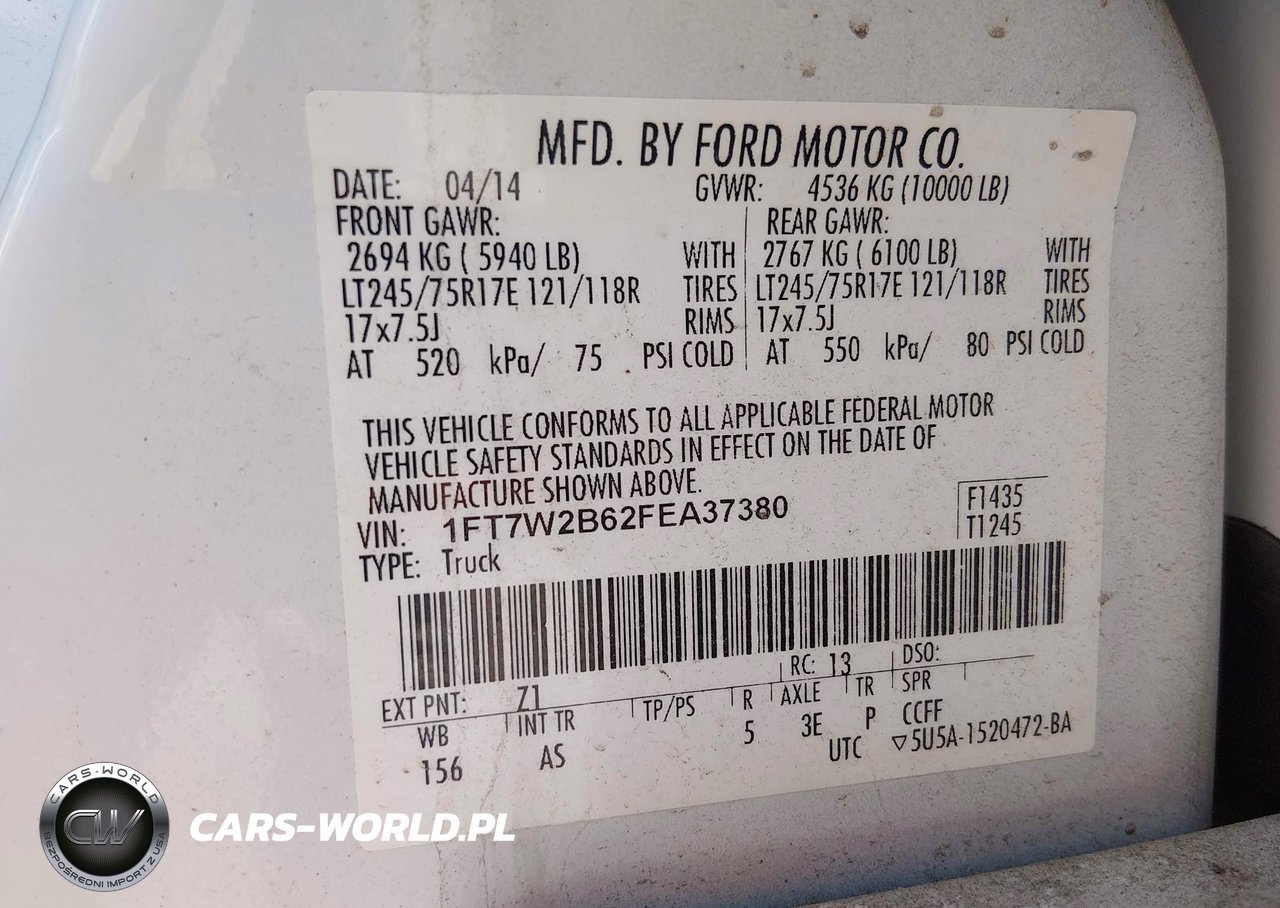 MFD. BY FORD MOTOR CO.
DATE: 04/14 GVWR: 4536 KG (10000 LB)
FRONT GAWR: REAR GAWR:
2694 KG ( 5940 LB) WITH 2767 KG ( 6100 LB) WITH
LT245/75R17E 121/118R TIRES LT245/75R17E 121/118R TIRES
17x7.5J RIMS 17x7.5J RIMS
AT 520 kPa/ 75 PSI COLD AT 550 kPa/ 80 PSI COLD
THIS VEHICLE CONFORMS TO ALL APPLICABLE FEDERAL MOTOR
VEHICLE SAFETY STANDARDS IN EFFECT ON THE DATE OF
MANUFACTURE SHOWN ABOVE.
VIN: 1FT7W2B62FEA37380 F1435
TYPE: Truck T1245
EXT PNT: Z1 RC: 13 DSO:
WB INT TR TP/PS R AXLE TR SPR
156 AS 5 3E P CCFF
UTC ▽5U5A-1520472-BA
CARS-WORLD
CW
BEZPOŚREDNI IMPORT Z USA
CARS-WORLD.PL